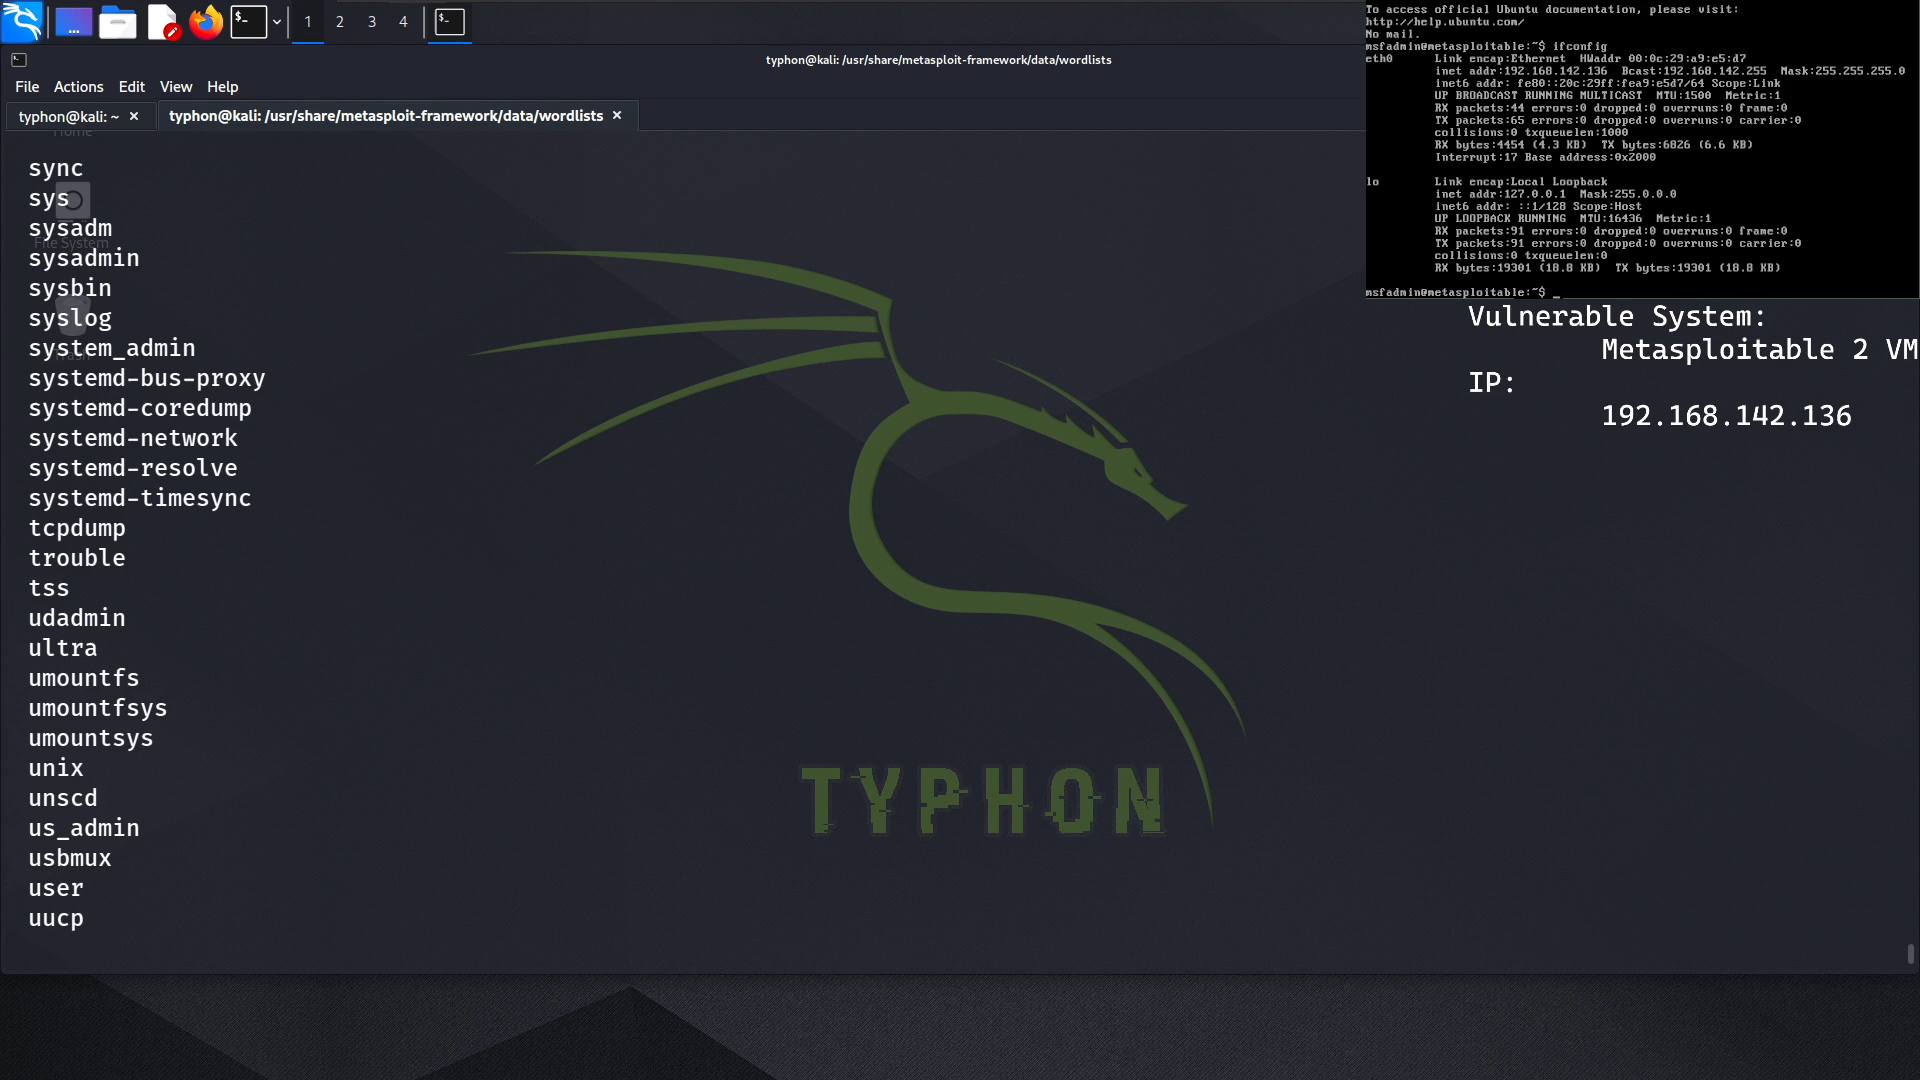 $-
1 2 3 4
$-
typhon@kali: /usr/share/metasploit-framework/data/wordlists
File Actions Edit View Help
typhon@kali: ~ ×
typhon@kali: /usr/share/metasploit-framework/data/wordlists ×
Home
File System
Trash
sync
sys
sysadm
sysadmin
sysbin
syslog
system_admin
systemd-bus-proxy
systemd-coredump
systemd-network
systemd-resolve
systemd-timesync
tcpdump
trouble
tss
udadmin
ultra
umountfs
umountfsys
umountsys
unix
unscd
us_admin
usbmux
user
uucp
TYPHON
To access official Ubuntu documentation, please visit:
http://help.ubuntu.com/
No mail.
msfadmin@metasploitable:~$ ifconfig
eth0 Link encap:Ethernet HWaddr 00:0c:29:a9:e5:d7
inet addr:192.168.142.136 Bcast:192.168.142.255 Mask:255.255.255.0
inet6 addr: fe80::20c:29ff:fea9:e5d7/64 Scope:Link
UP BROADCAST RUNNING MULTICAST MTU:1500 Metric:1
RX packets:44 errors:0 dropped:0 overruns:0 frame:0
TX packets:65 errors:0 dropped:0 overruns:0 carrier:0
collisions:0 txqueuelen:1000
RX bytes:4454 (4.3 KB) TX bytes:6826 (6.6 KB)
Interrupt:17 Base address:0x2000
lo Link encap:Local Loopback
inet addr:127.0.0.1 Mask:255.0.0.0
inet6 addr: ::1/128 Scope:Host
UP LOOPBACK RUNNING MTU:16436 Metric:1
RX packets:91 errors:0 dropped:0 overruns:0 frame:0
TX packets:91 errors:0 dropped:0 overruns:0 carrier:0
collisions:0 txqueuelen:0
RX bytes:19301 (18.8 KB) TX bytes:19301 (18.8 KB)
msfadmin@metasploitable:~$ _
Vulnerable System:
Metasploitable 2 VM
IP:
192.168.142.136